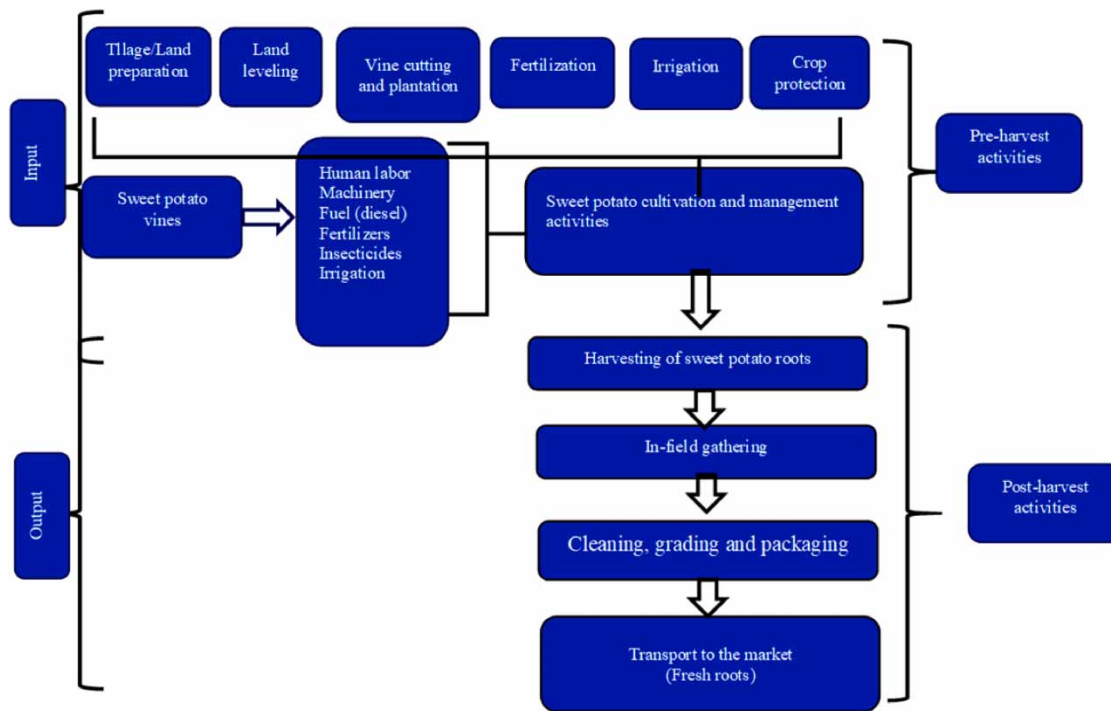 Tllage/Land
preparation
Land
leveling
Vine cutting
and plantation
Fertilization
Irrigation
Crop
protection
Input
Pre-harvest
activities
Sweet potato
vines
Human labor
Machinery
Fuel (diesel)
Fertilizers
Insecticides
Irrigation
Sweet potato cultivation and management
activities
Harvesting of sweet potato roots
In-field gathering
Output
Post-harvest
activities
Cleaning, grading and packaging
Transport to the market
(Fresh roots)